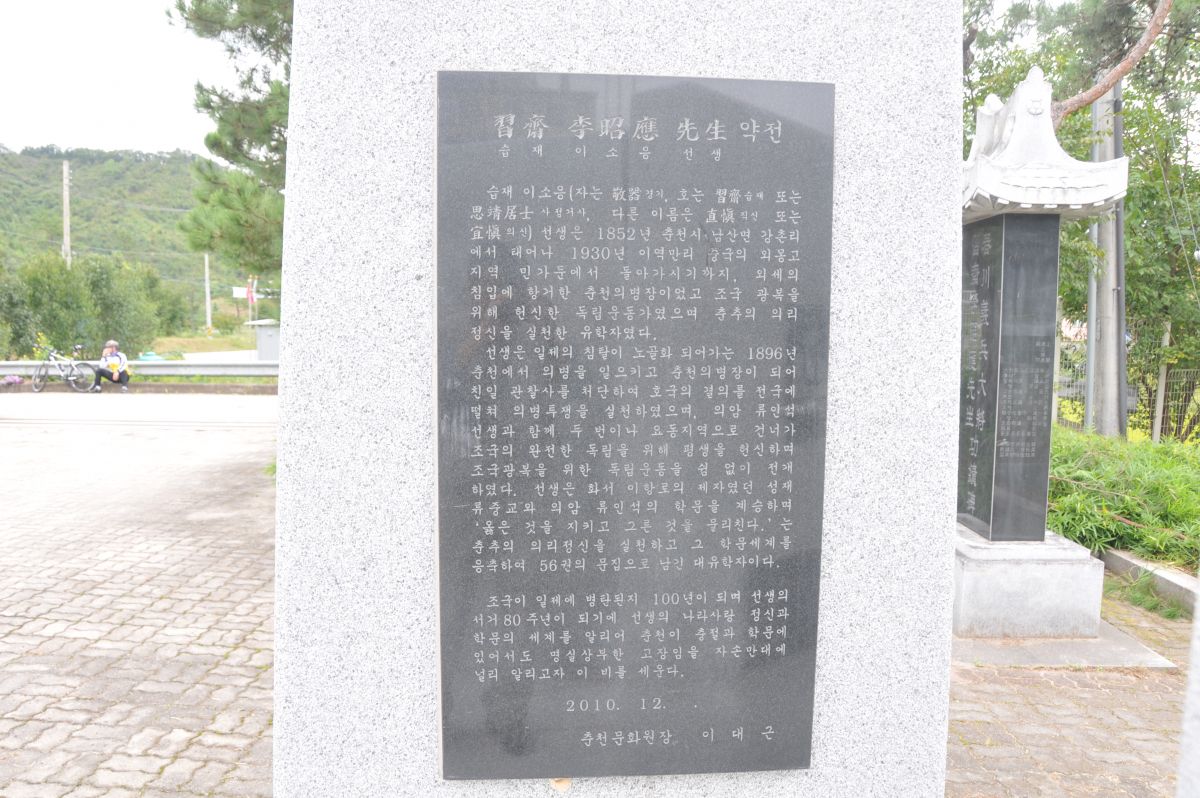 習齋 李昭應 先生 약전
습재 이소응 선생
습재 이소응(자는 敬器경기, 호는 習齋습재 또는
思靖居士사정거사, 다른 이름은 直愼직신 또는
宜愼의신) 선생은 1852년 춘천시 남산면 강촌리
에서 태어나 1930년 이역만리 중국의 외몽고
지역 민가둔에서 돌아가시기까지, 외세의
침입에 항거한 춘천의병장이었고 조국 광복을
위해 헌신한 독립운동가였으며 춘추의 의리
정신을 실천한 유학자였다.
선생은 일제의 침탈이 노골화 되어가는 1896년
춘천에서 의병을 일으키고 춘천의병장이 되어
친일 관찰사를 처단하여 호국의 결의를 전국에
떨쳐 의병투쟁을 실천하였으며, 의암 류인석
선생과 함께 두 번이나 요동지역으로 건너가
조국의 완전한 독립을 위해 평생을 헌신하며
조국광복을 위한 독립운동을 쉼 없이 전개
하였다. 선생은 화서 이항로의 제자였던 성재
류중교와 의암 류인석의 학문을 계승하며
'옳은 것을 지키고 그른 것을 물리친다.'는
춘추의 의리정신을 실천하고 그 학문세계를
응축하여 56권의 문집으로 남긴 대유학자이다.
조국이 일제에 병탄된지 100년이 되며 선생의
서거 80주년이 되기에 선생의 나라사랑 정신과
학문의 세계를 알리어 춘천이 충절과 학문에
있어서도 명실상부한 고장임을 자손만대에
널리 알리고자 이 비를 세운다.
2010. 12. .
춘천문화원장 이대근
春川義兵大將功績碑
習齋李昭應先生